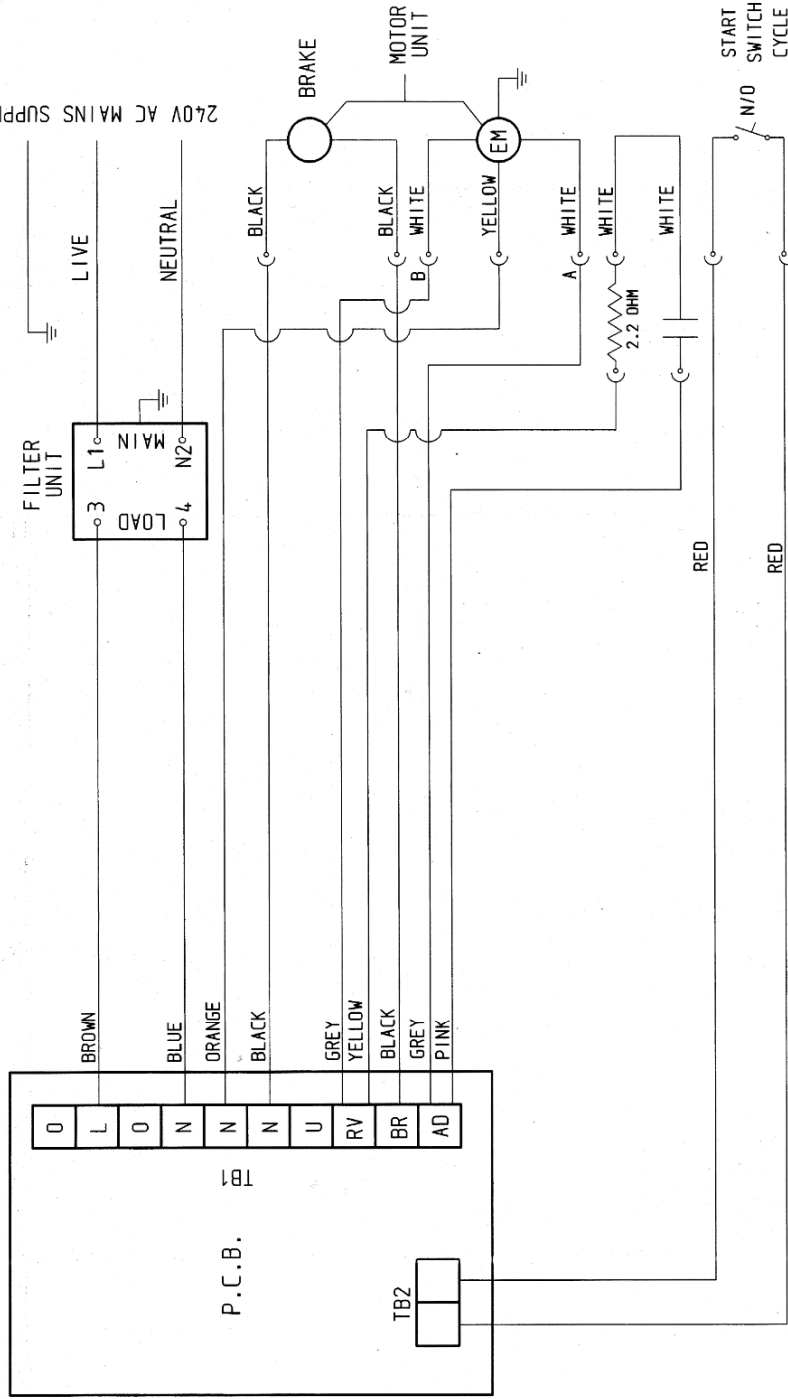 240V AC MAINS
LIVE
NEUTRAL
FILTER
UNIT
L1
MAIN
N2
3
LOAD
4
BRAKE
MOTOR
UNIT
EM
BLACK
BLACK
WHITE
YELLOW
WHITE
WHITE
WHITE
B
A
2.2 OHM
START
SWITCH
CYCLE
N/O
RED
RED
BROWN
BLUE
ORANGE
BLACK
GREY
YELLOW
BLACK
GREY
PINK
O
L
O
N
N
N
U
RV
BR
AD
TB1
P.C.B.
TB2